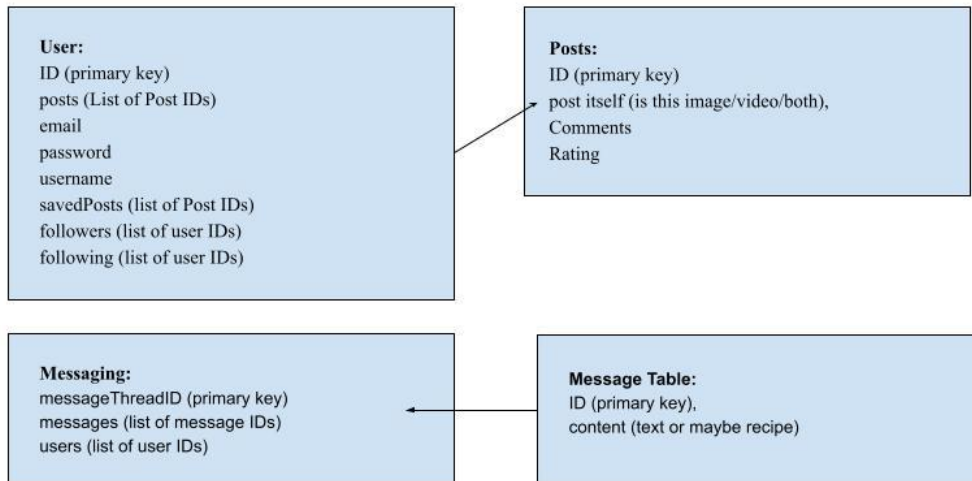 User:
ID (primary key)
posts (List of Post IDs)
email
password
username
savedPosts (list of Post IDs)
followers (list of user IDs)
following (list of user IDs)
Posts:
ID (primary key)
post itself (is this image/video/both),
Comments
Rating
Messaging:
messageThreadID (primary key)
messages (list of message IDs)
users (list of user IDs)
Message Table:
ID (primary key),
content (text or maybe recipe)